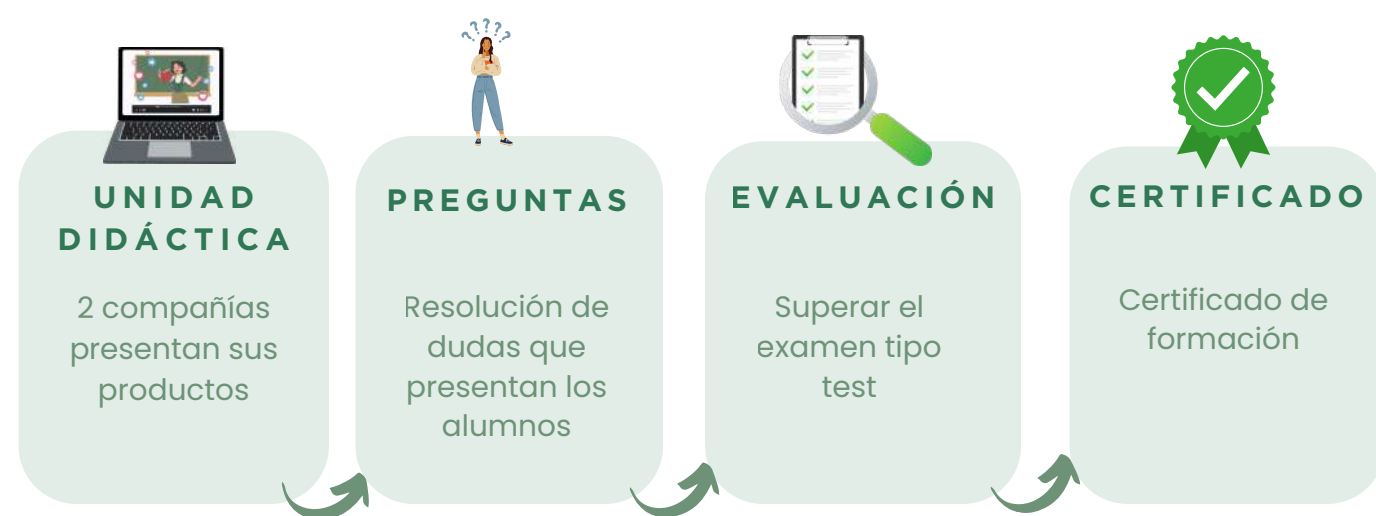 UNIDAD
DIDÁCTICA
2 compañías
presentan sus
productos
PREGUNTAS
Resolución de
dudas que
presentan los
alumnos
EVALUACIÓN
Superar el
examen tipo
test
CERTIFICADO
Certificado de
formación